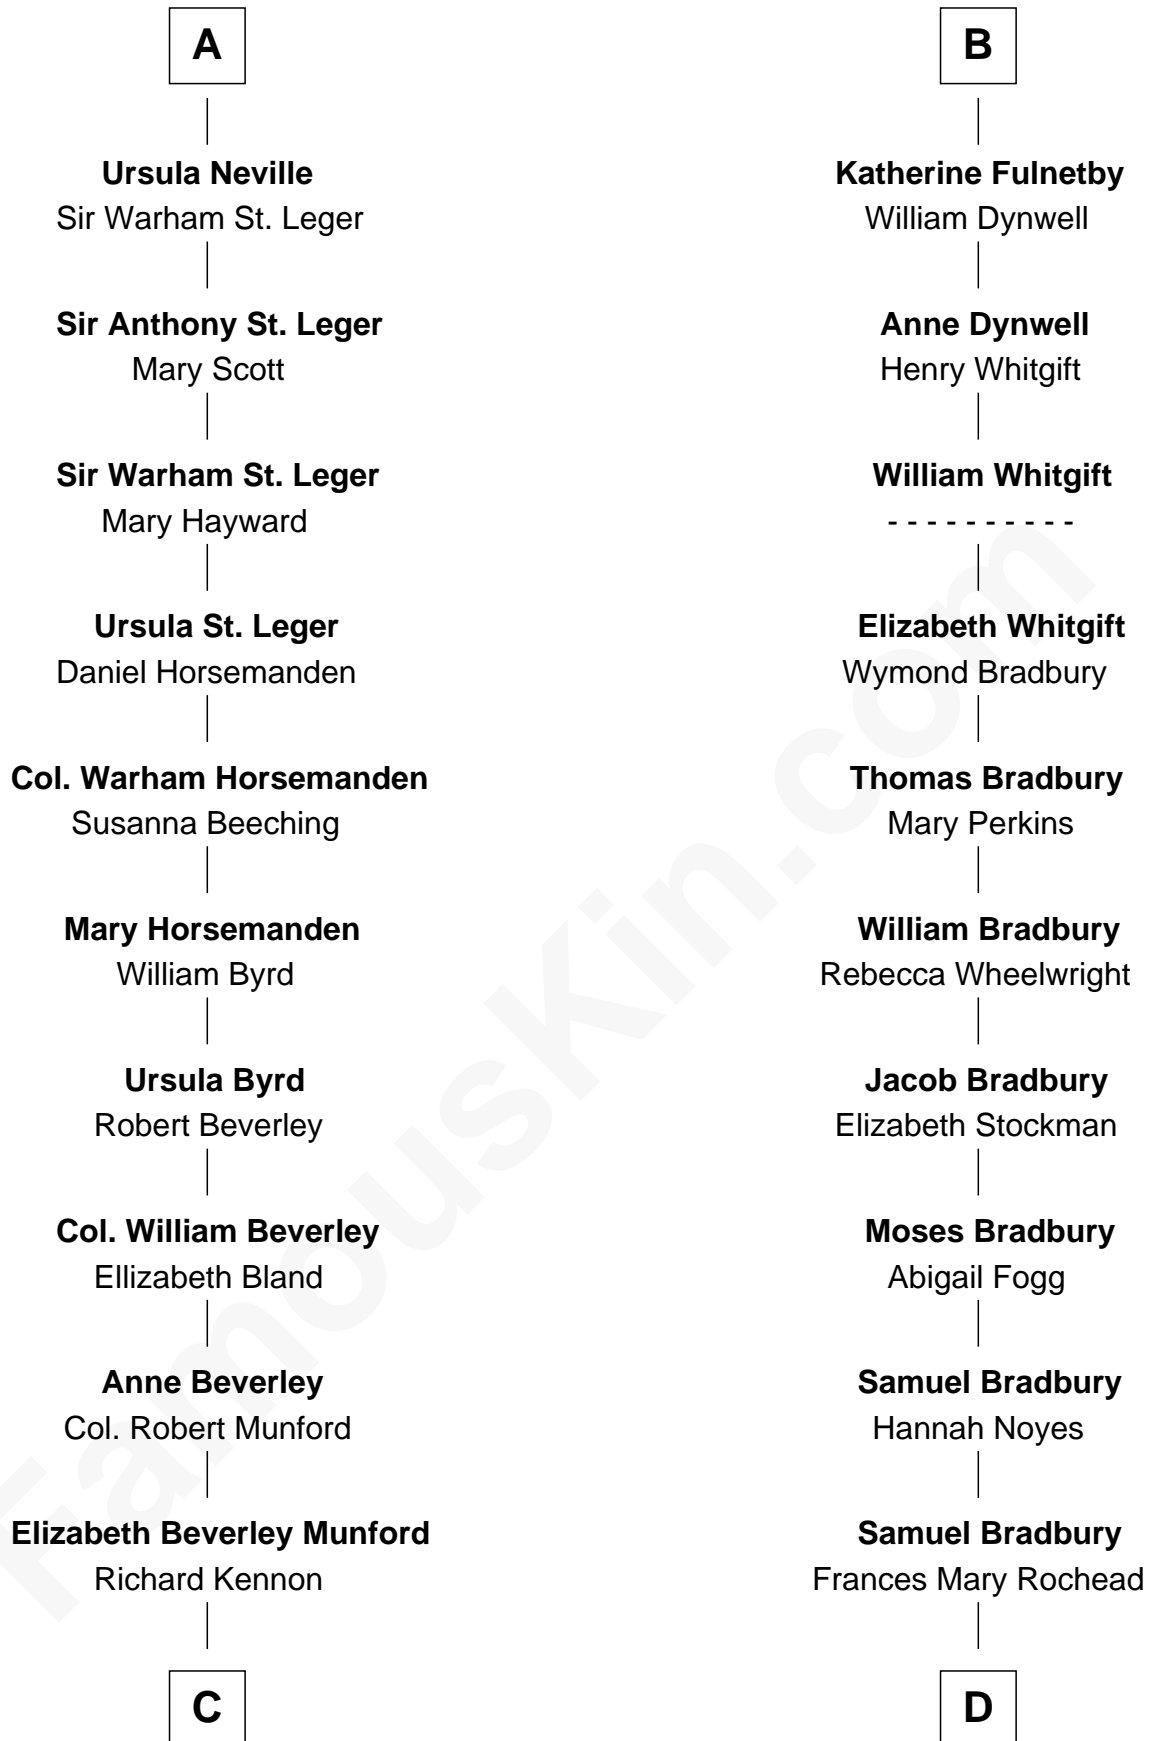 A
Ursula Neville
Sir Warham St. Leger
Sir Anthony St. Leger
Mary Scott
Sir Warham St. Leger
Mary Hayward
Ursula St. Leger
Daniel Horsemanden
Col. Warham Horsemanden
Susanna Beeching
Mary Horsemanden
William Byrd
Ursula Byrd
Robert Beverley
Col. William Beverley
Ellizabeth Bland
Anne Beverley
Col. Robert Munford
Elizabeth Beverley Munford
Richard Kennon
C
B
Katherine Fulnetby
William Dynwell
Anne Dynwell
Henry Whitgift
William Whitgift
- - - - - - - - - -
Elizabeth Whitgift
Wymond Bradbury
Thomas Bradbury
Mary Perkins
William Bradbury
Rebecca Wheelwright
Jacob Bradbury
Elizabeth Stockman
Moses Bradbury
Abigail Fogg
Samuel Bradbury
Hannah Noyes
Samuel Bradbury
Frances Mary Rochead
D
FamousKin.com